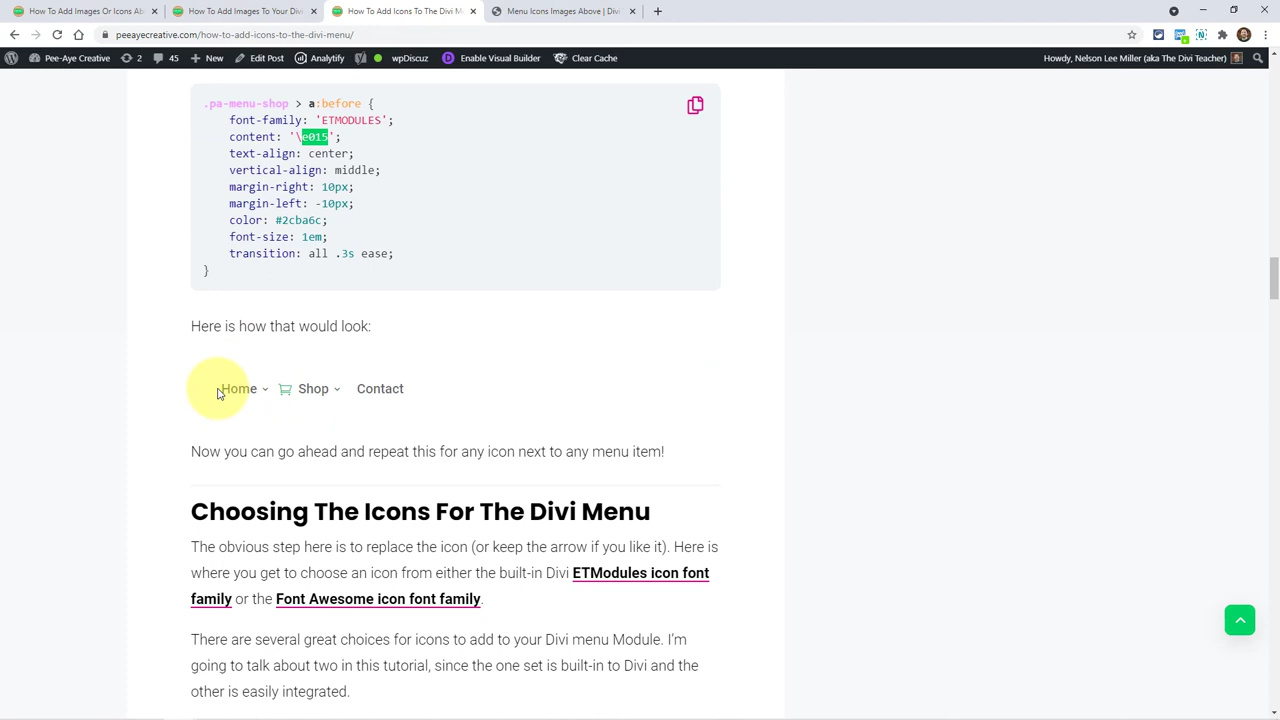 How To Add Images Or Icons Ab
How To Add Images To Your Divi
How To Add Icons To The Divi M
Menu Icons Images Above | Divi
peeayecreative.com/how-to-add-icons-to-the-divi-menu/
Pee-Aye Creative
2
45
New
Edit Post
Analytify
wpDiscuz
Enable Visual Builder
Clear Cache
Howdy, Nelson Lee Miller (aka The Divi Teacher)
.pa-menu-shop > a:before {
font-family: 'ETMODULES';
content: '\e015';
text-align: center;
vertical-align: middle;
margin-right: 10px;
margin-left: -10px;
color: #2cba6c;
font-size: 1em;
transition: all .3s ease;
}
Here is how that would look:
Home Shop Contact
Now you can go ahead and repeat this for any icon next to any menu item!
Choosing The Icons For The Divi Menu
The obvious step here is to replace the icon (or keep the arrow if you like it). Here is
where you get to choose an icon from either the built-in Divi ETModules icon font
family or the Font Awesome icon font family.
There are several great choices for icons to add to your Divi menu Module. I'm
going to talk about two in this tutorial, since the one set is built-in to Divi and the
other is easily integrated.